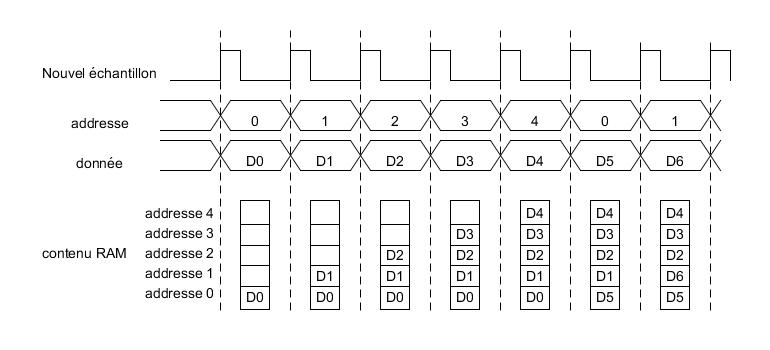 Nouvel échantillon
addresse 0 1 2 3 4 0 1
donnée D0 D1 D2 D3 D4 D5 D6
addresse 4 D4 D4 D4
addresse 3 D3 D3 D3 D3
contenu RAM addresse 2 D2 D2 D2 D2 D2
addresse 1 D1 D1 D1 D1 D1 D6
addresse 0 D0 D0 D0 D0 D0 D5 D5